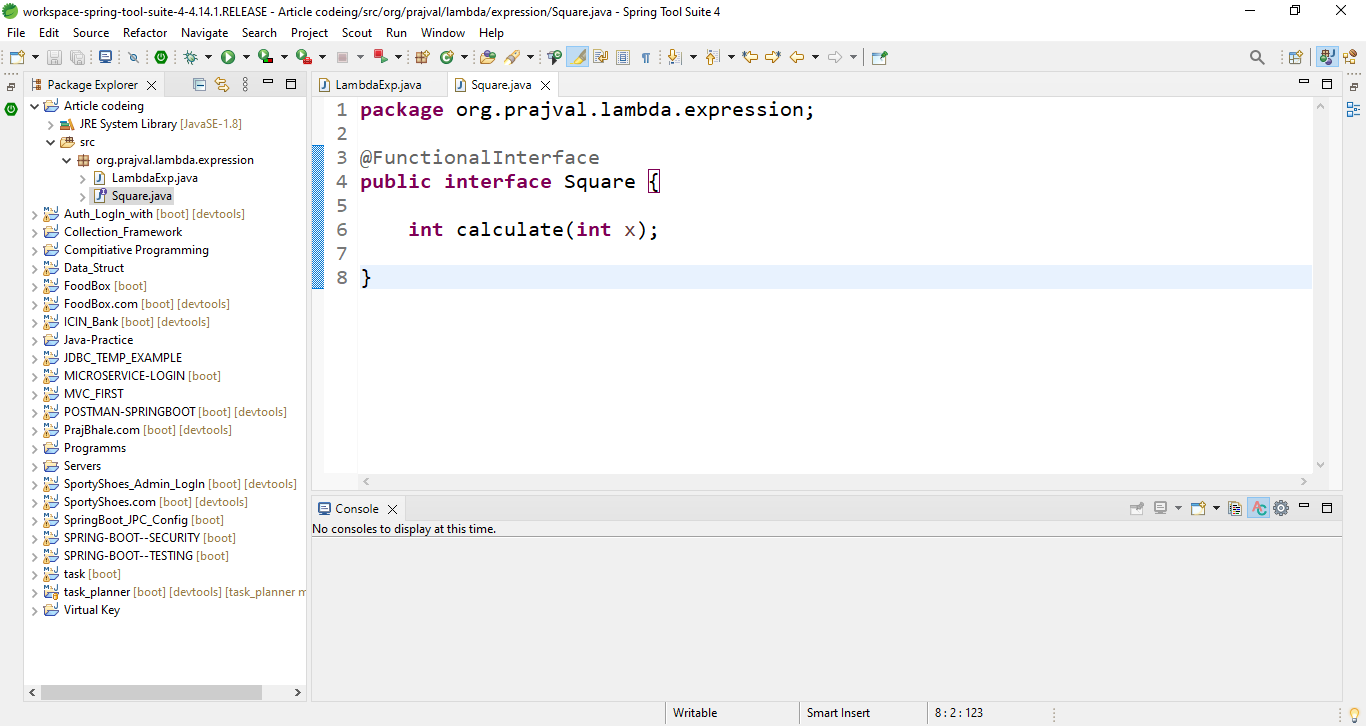 workspace-spring-tool-suite-4-4.14.1.RELEASE - Article codeing/src/org/prajval/lambda/expression/Square.java - Spring Tool Suite 4
File Edit Source Refactor Navigate Search Project Scout Run Window Help
Package Explorer
LambdaExp.java Square.java
Article codeing
JRE System Library [JavaSE-1.8]
src
org.prajval.lambda.expression
LambdaExp.java
Square.java
Auth_LogIn_with [boot] [devtools]
Collection_Framework
Compitiative Programming
Data_Struct
FoodBox [boot]
FoodBox.com [boot] [devtools]
ICIN_Bank [boot] [devtools]
Java-Practice
JDBC_TEMP_EXAMPLE
MICROSERVICE-LOGIN [boot]
MVC_FIRST
POSTMAN-SPRINGBOOT [boot] [devtools]
PrajBhale.com [boot] [devtools]
Programms
Servers
SportyShoes_Admin_LogIn [boot] [devtools]
SportyShoes.com [boot] [devtools]
SpringBoot_JPC_Config [boot]
SPRING-BOOT--SECURITY [boot]
SPRING-BOOT--TESTING [boot]
task [boot]
task_planner [boot] [devtools] [task_planner m
Virtual Key
1 package org.prajval.lambda.expression;
2
3 @FunctionalInterface
4 public interface Square {
5
6 int calculate(int x);
7
8 }
Console
No consoles to display at this time.
Writable Smart Insert 8 : 2 : 123